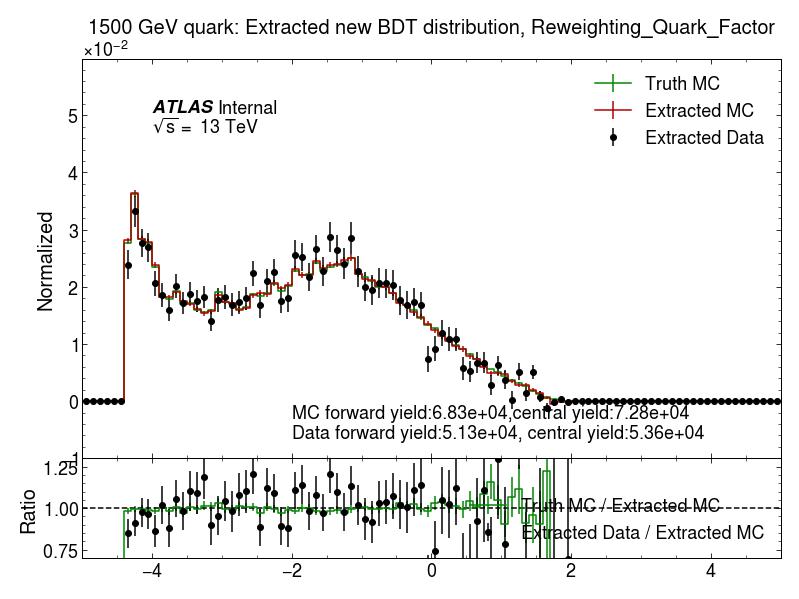 1500 GeV quark: Extracted new BDT distribution, Reweighting_Quark_Factor
×10⁻²
ATLAS Internal
√s = 13 TeV
Truth MC
Extracted MC
Extracted Data
Normalized
5
4
3
2
1
0
MC forward yield:6.83e+04,central yield:7.28e+04
Data forward yield:5.13e+04, central yield:5.36e+04
Ratio
1.25
1.00
0.75
Truth MC / Extracted MC
Extracted Data / Extracted MC
−4
−2
0
2
4